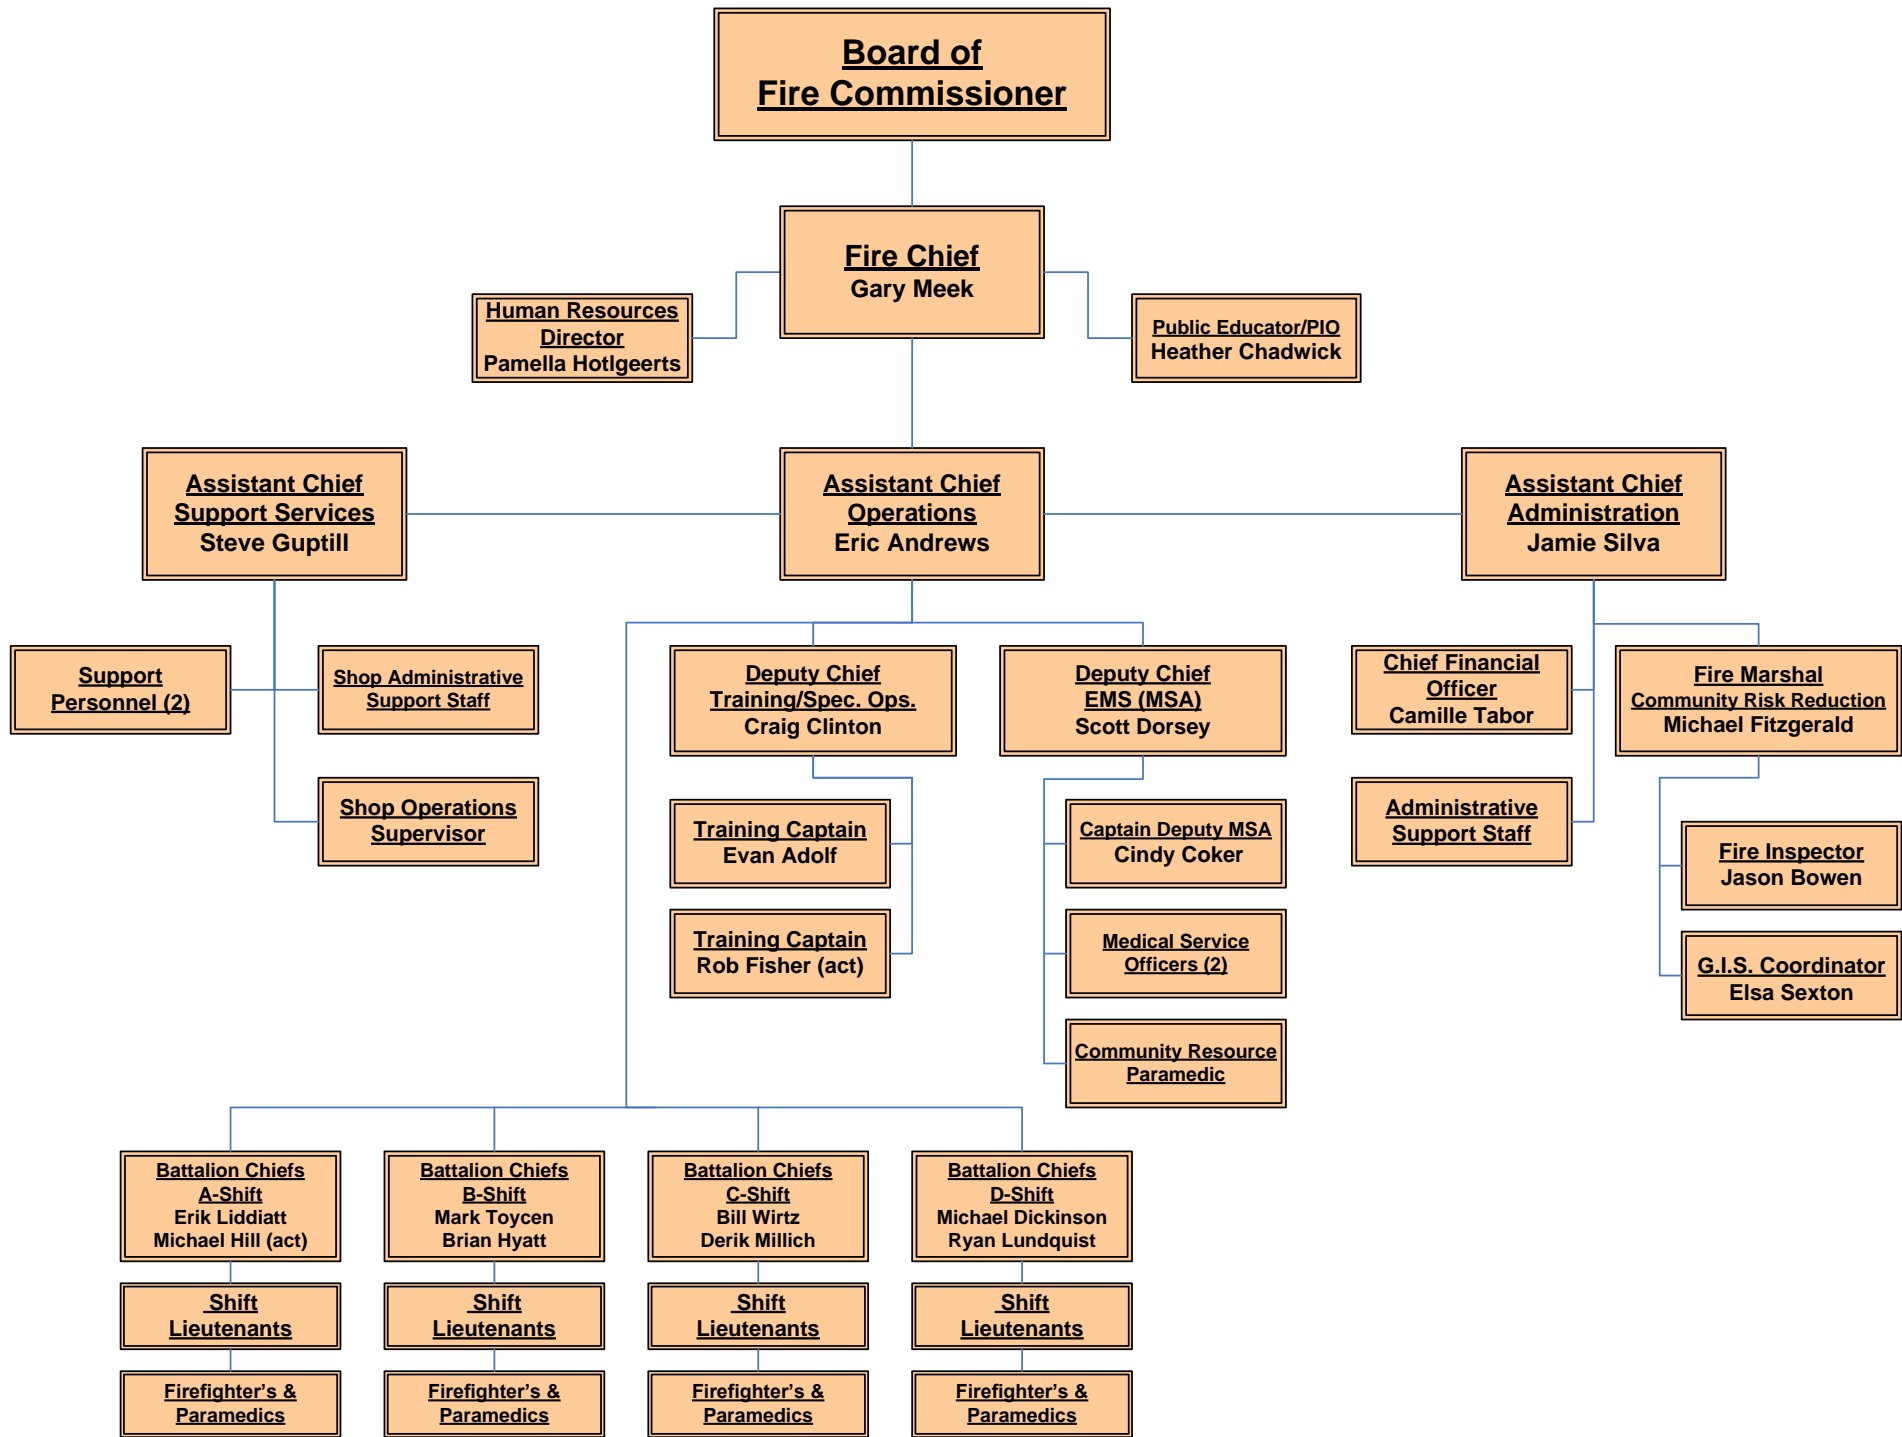 Board of
Fire Commissioner
Fire Chief
Gary Meek
Human Resources
Director
Pamella Hotlgeerts
Public Educator/PIO
Heather Chadwick
Assistant Chief
Support Services
Steve Guptill
Assistant Chief
Operations
Eric Andrews
Assistant Chief
Administration
Jamie Silva
Support
Personnel (2)
Shop Administrative
Support Staff
Shop Operations
Supervisor
Deputy Chief
Training/Spec. Ops.
Craig Clinton
Training Captain
Evan Adolf
Training Captain
Rob Fisher (act)
Deputy Chief
EMS (MSA)
Scott Dorsey
Captain Deputy MSA
Cindy Coker
Medical Service
Officers (2)
Community Resource
Paramedic
Chief Financial
Officer
Camille Tabor
Administrative
Support Staff
Fire Marshal
Community Risk Reduction
Michael Fitzgerald
Fire Inspector
Jason Bowen
G.I.S. Coordinator
Elsa Sexton
Battalion Chiefs
A-Shift
Erik Liddiatt
Michael Hill (act)
Shift
Lieutenants
Firefighter's &
Paramedics
Battalion Chiefs
B-Shift
Mark Toycen
Brian Hyatt
Shift
Lieutenants
Firefighter's &
Paramedics
Battalion Chiefs
C-Shift
Bill Wirtz
Derik Millich
Shift
Lieutenants
Firefighter's &
Paramedics
Battalion Chiefs
D-Shift
Michael Dickinson
Ryan Lundquist
Shift
Lieutenants
Firefighter's &
Paramedics